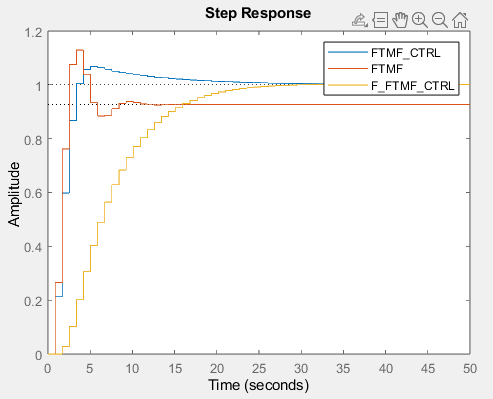 Step Response
FTMF_CTRL
FTMF
F_FTMF_CTRL
1.2
1
0.8
0.6
0.4
0.2
0
Amplitude
0 5 10 15 20 25 30 35 40 45 50
Time (seconds)